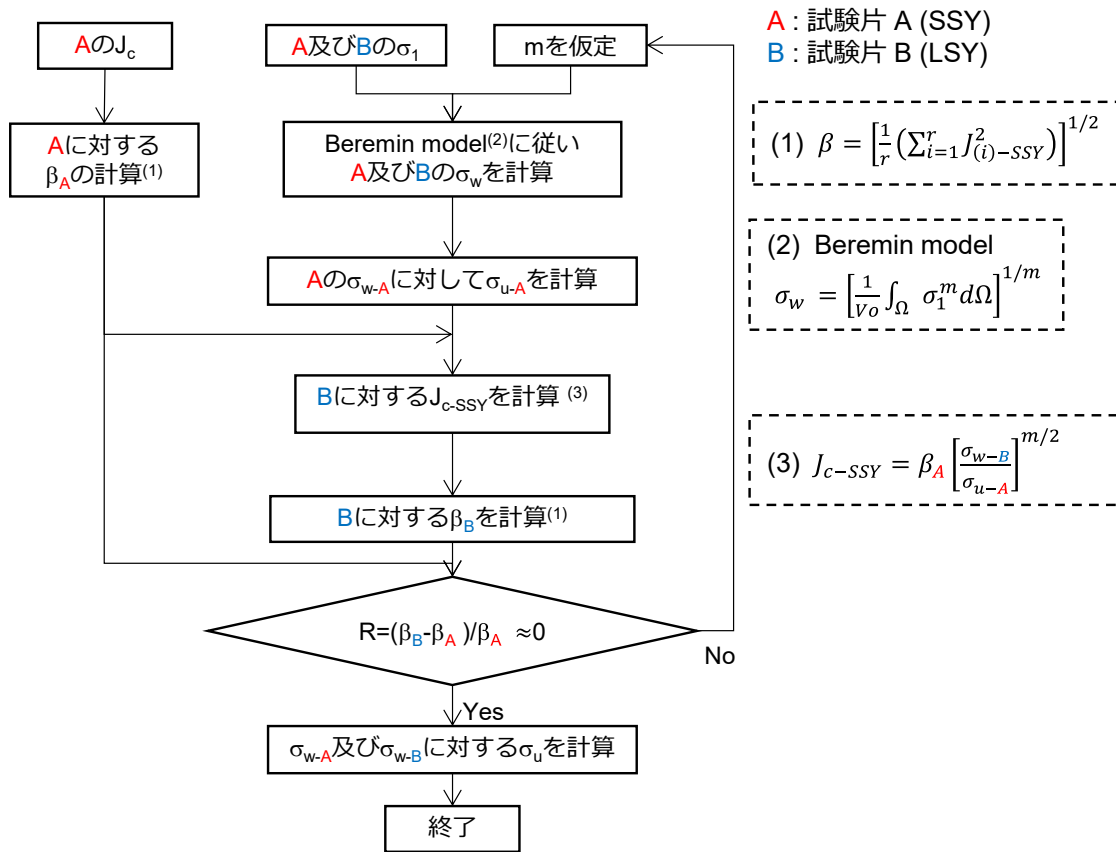 AのJc
A及びBのσ1
mを仮定
A : 試験片 A (SSY)
B : 試験片 B (LSY)
Aに対する
βAの計算(1)
Beremin model(2)に従い
A及びBのσwを計算
(1) β = [1/r (∑_{i=1}^{r} J_{(i)−SSY}^2)]^{1/2}
(2) Beremin model
σw = [1/Vo ∫_Ω σ_1^m dΩ]^{1/m}
Aのσw-Aに対してσu-Aを計算
Bに対するJc-SSYを計算 (3)
(3) J_{c−SSY} = βA [σ_{w−B}/σ_{u−A}]^{m/2}
Bに対するβBを計算(1)
R=(βB-βA )/βA ≈0
No
Yes
σw-A及びσw-Bに対するσuを計算
終了